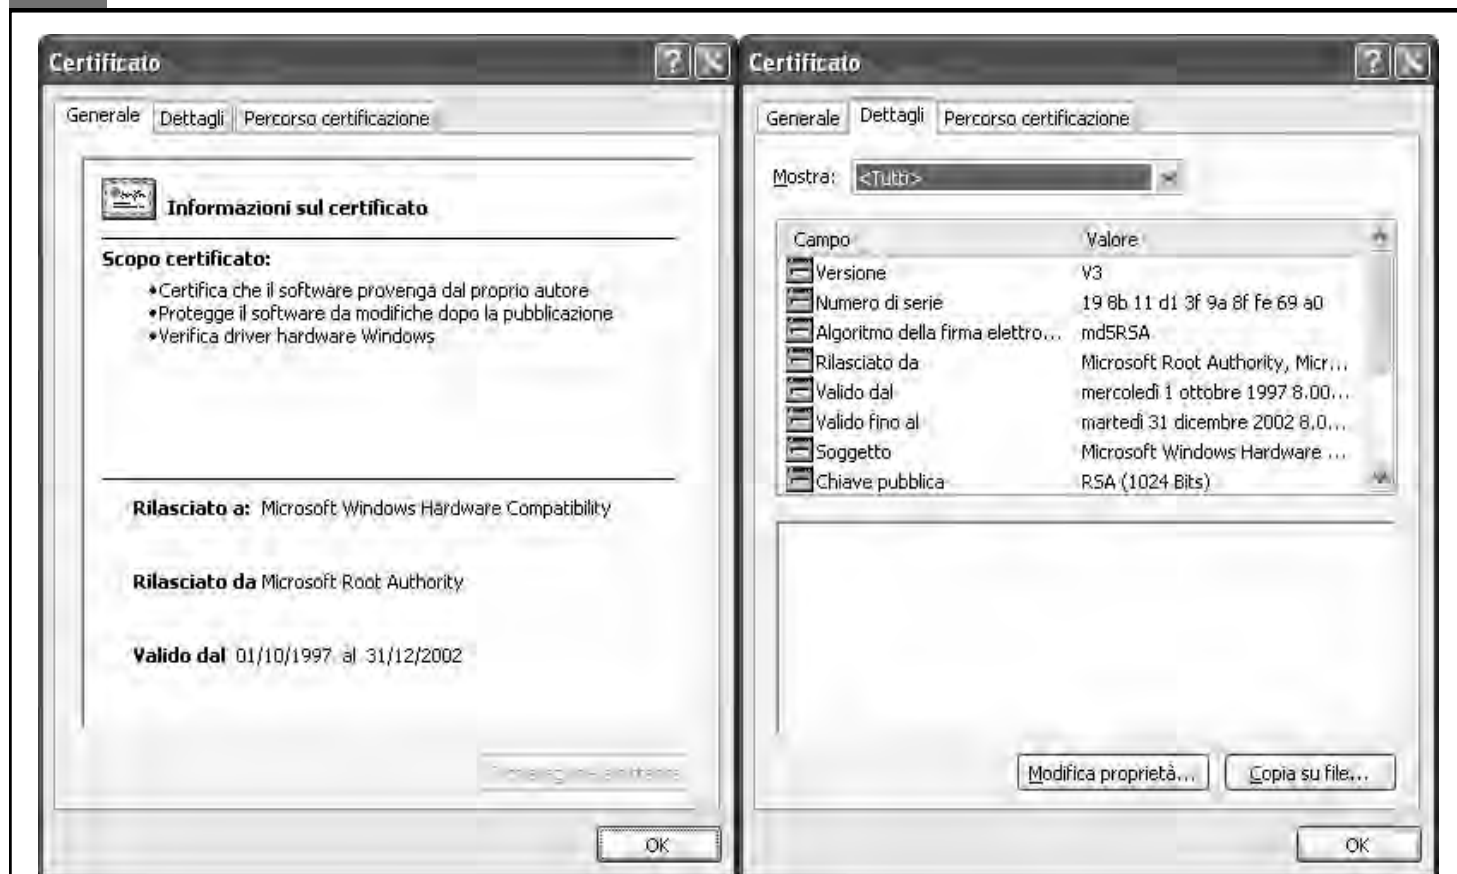 Certificato
Generale Dettagli Percorso certificazione
Informazioni sul certificato
Scopo certificato:
•Certifica che il software provenga dal proprio autore
•Protegge il software da modifiche dopo la pubblicazione
•Verifica driver hardware Windows
Rilasciato a: Microsoft Windows Hardware Compatibility
Rilasciato da Microsoft Root Authority
Valido dal 01/10/1997 al 31/12/2002
OK
Certificato
Generale Dettagli Percorso certificazione
Mostra: <Tutti>
Campo Valore
Versione V3
Numero di serie 19 8b 11 d1 3f 9a 8f fe 69 a0
Algoritmo della firma elettro... md5RSA
Rilasciato da Microsoft Root Authority, Micr...
Valido dal mercoledì 1 ottobre 1997 8.00...
Valido fino al martedì 31 dicembre 2002 8.0...
Soggetto Microsoft Windows Hardware ...
Chiave pubblica RSA (1024 Bits)
Modifica proprietà... Copia su file...
OK